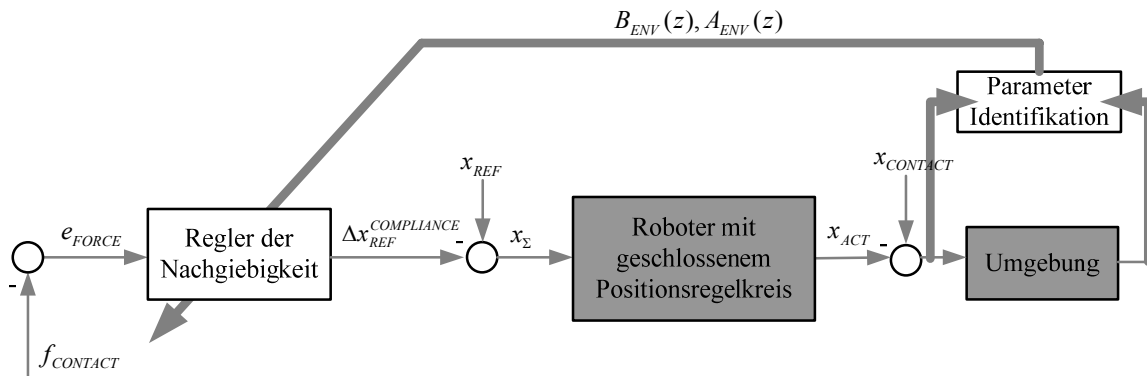 B_ENV(z), A_ENV(z)
Parameter
Identifikation
x_REF
x_CONTACT
e_FORCE
Regler der
Nachgiebigkeit
Δx_REF^COMPLIANCE
-
x_Σ
Roboter mit
geschlossenem
Positionsregelkreis
x_ACT
-
Umgebung
-
f_CONTACT